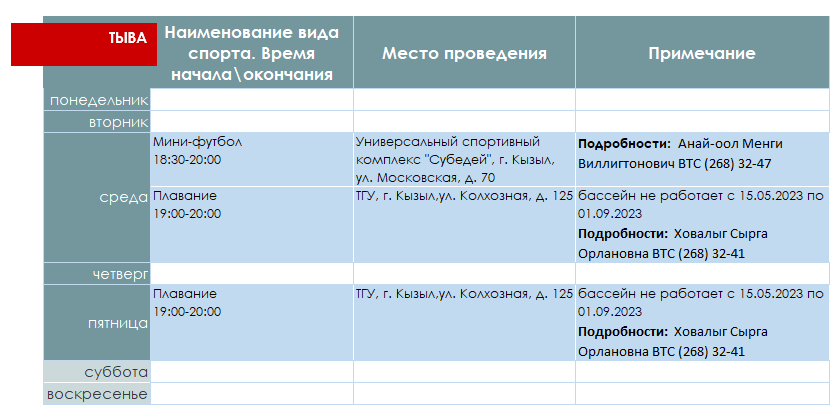 ТЫВА
Наименование вида
спорта. Время
начала\окончания
Место проведения
Примечание
понедельник
вторник
среда
Мини-футбол
18:30-20:00
Универсальный спортивный
комплекс "Субедей", г. Кызыл,
ул. Московская, д. 70
Подробности: Анай-оол Менги
Виллигтонович ВТС (268) 32-47
Плавание
19:00-20:00
ТГУ, г. Кызыл,ул. Колхозная, д. 125
бассейн не работает с 15.05.2023 по
01.09.2023
Подробности: Ховалыг Сырга
Орлановна ВТС (268) 32-41
четверг
пятница
Плавание
19:00-20:00
ТГУ, г. Кызыл,ул. Колхозная, д. 125
бассейн не работает с 15.05.2023 по
01.09.2023
Подробности: Ховалыг Сырга
Орлановна ВТС (268) 32-41
суббота
воскресенье